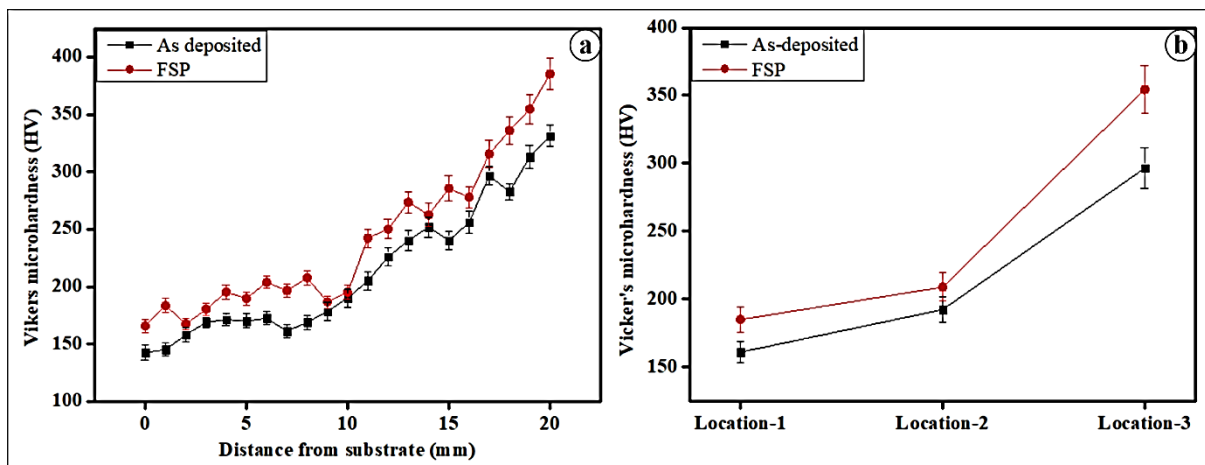 As deposited
FSP
a
Vikers microhardness (HV)
400
350
300
250
200
150
100
0
5
10
15
20
Distance from substrate (mm)
As-deposited
FSP
b
Vicker's microhardness (HV)
400
350
300
250
200
150
Location-1
Location-2
Location-3